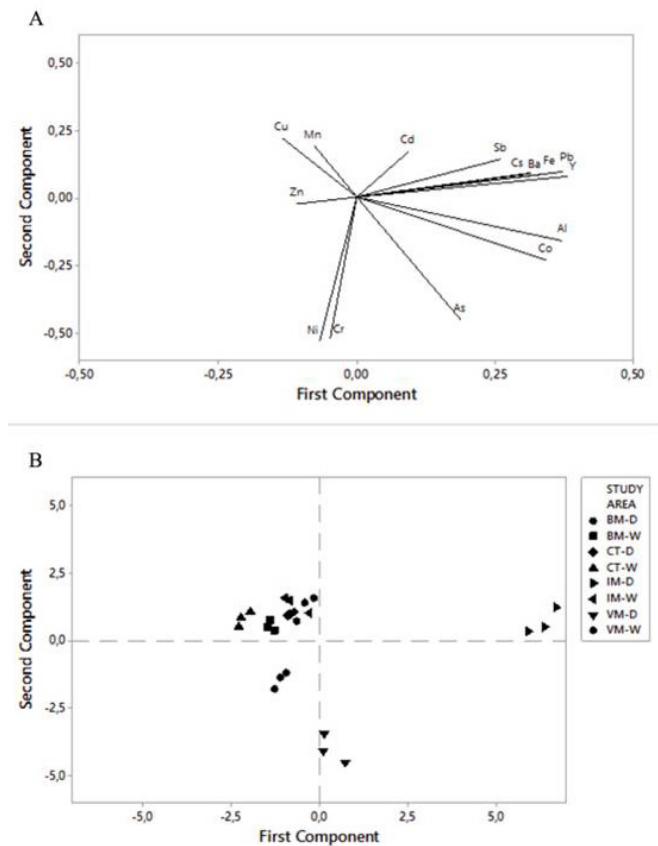 A
0,50
0,25
0,00
-0,25
-0,50
Second Component
Cu
Mn
Cd
Sb
Cs
Ba
Fe
Pb
Y
Zn
Al
Co
As
Ni
Cr
-0,50
-0,25
0,00
0,25
0,50
First Component
B
5,0
2,5
0,0
-2,5
-5,0
Second Component
STUDY
AREA
BM-D
BM-W
CT-D
CT-W
IM-D
IM-W
VM-D
VM-W
-5,0
-2,5
0,0
2,5
5,0
First Component